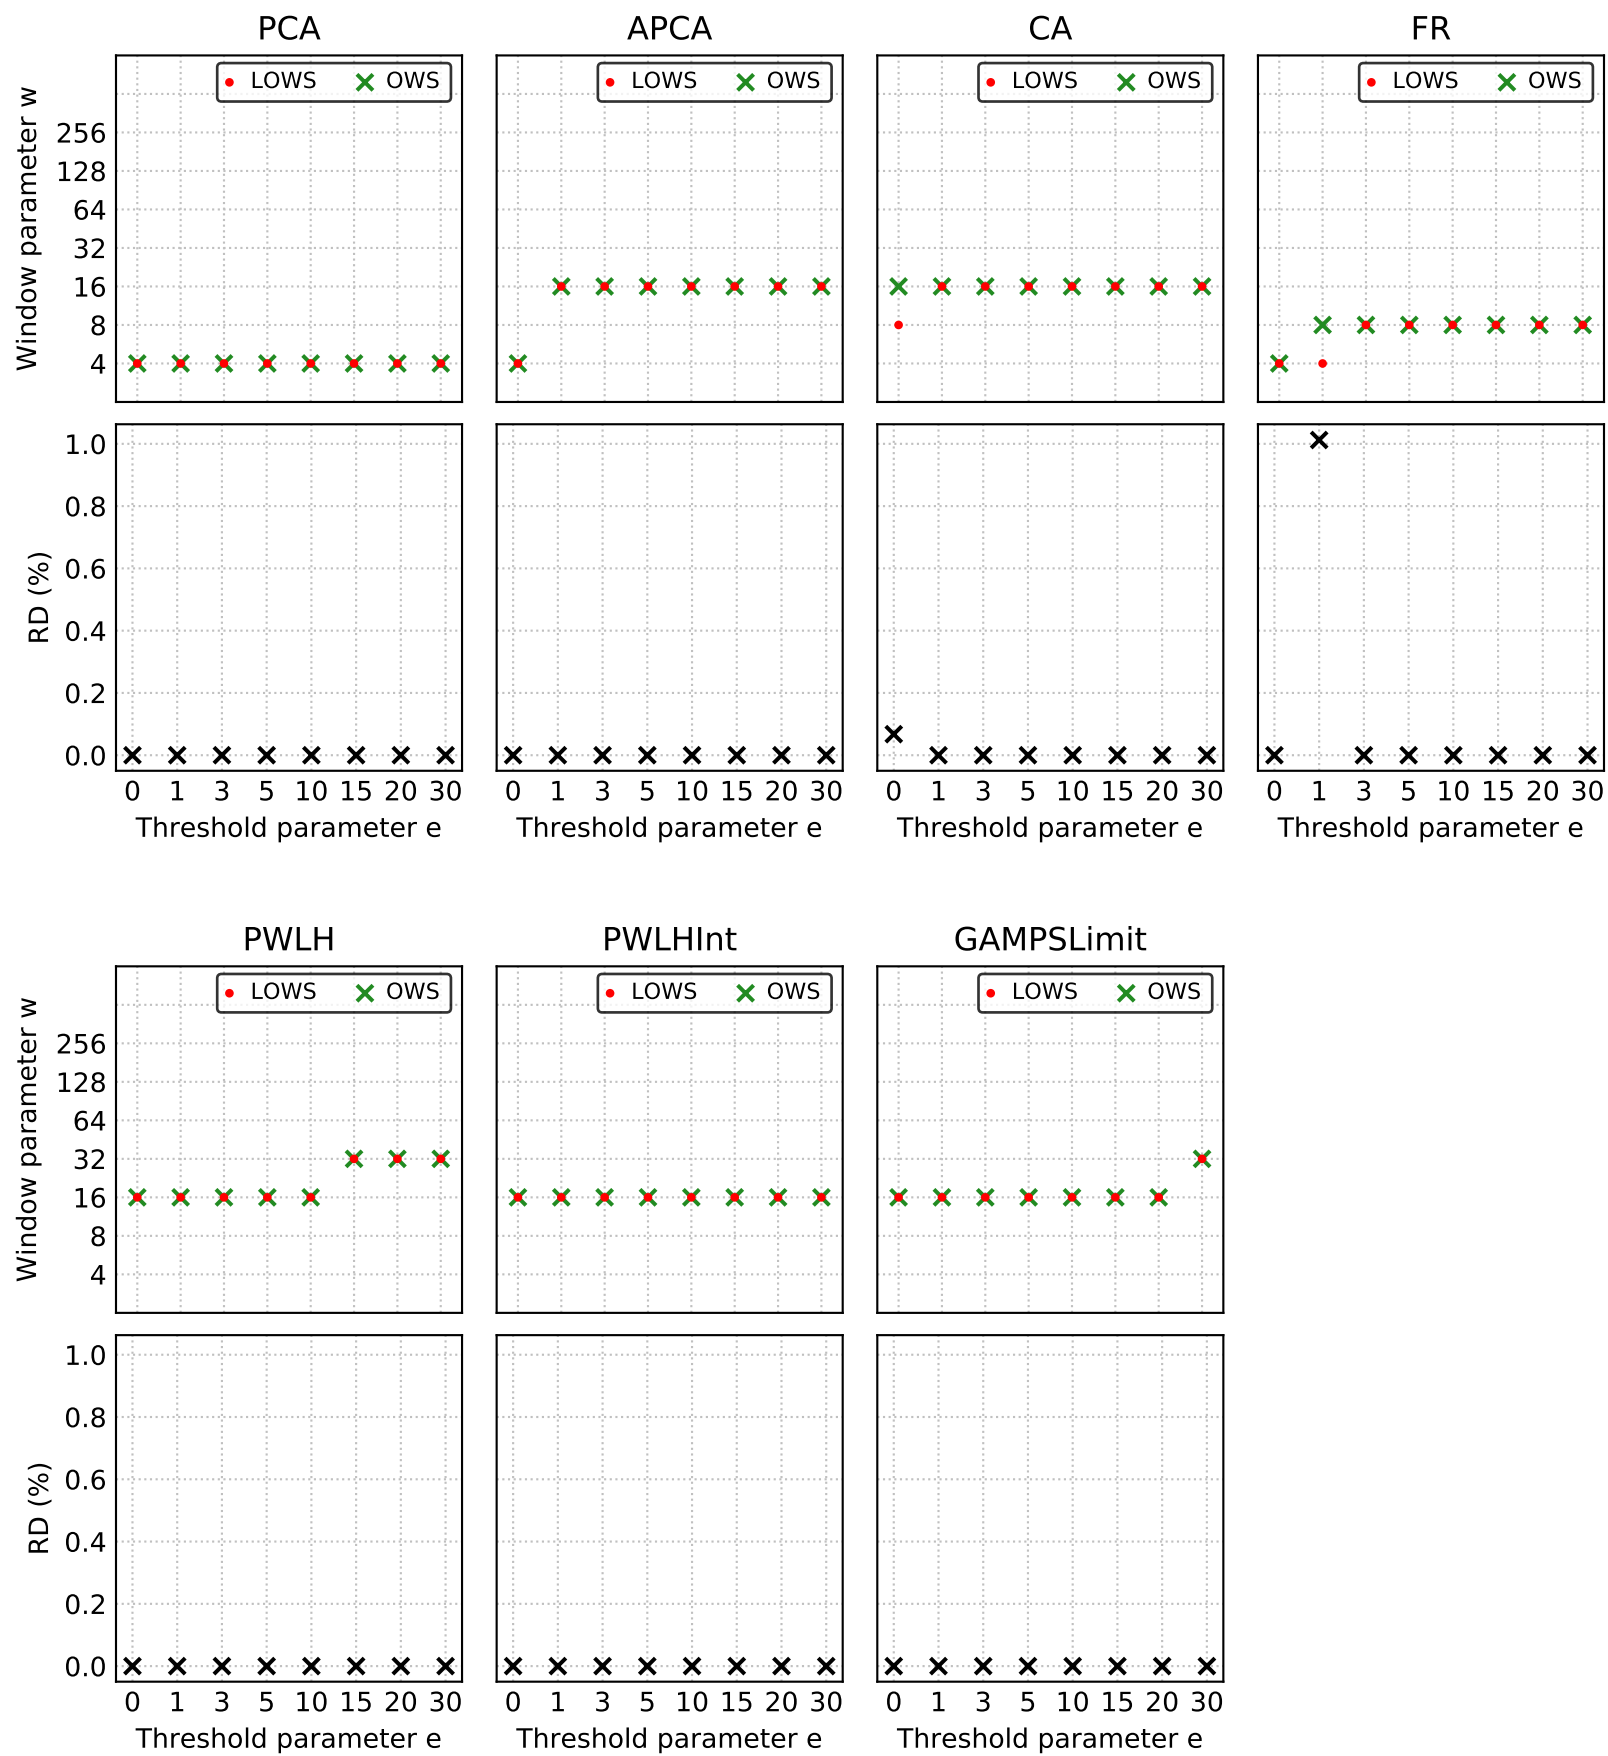 PCA APCA CA FR
LOWS OWS LOWS OWS LOWS OWS LOWS OWS
Window parameter w
256
128
64
32
16
8
4
RD (%)
1.0
0.8
0.6
0.4
0.2
0.0
0 1 3 5 10 15 20 30 0 1 3 5 10 15 20 30 0 1 3 5 10 15 20 30 0 1 3 5 10 15 20 30
Threshold parameter e Threshold parameter e Threshold parameter e Threshold parameter e
PWLH PWLHInt GAMPSLimit
LOWS OWS LOWS OWS LOWS OWS
Window parameter w
256
128
64
32
16
8
4
RD (%)
1.0
0.8
0.6
0.4
0.2
0.0
0 1 3 5 10 15 20 30 0 1 3 5 10 15 20 30 0 1 3 5 10 15 20 30
Threshold parameter e Threshold parameter e Threshold parameter e